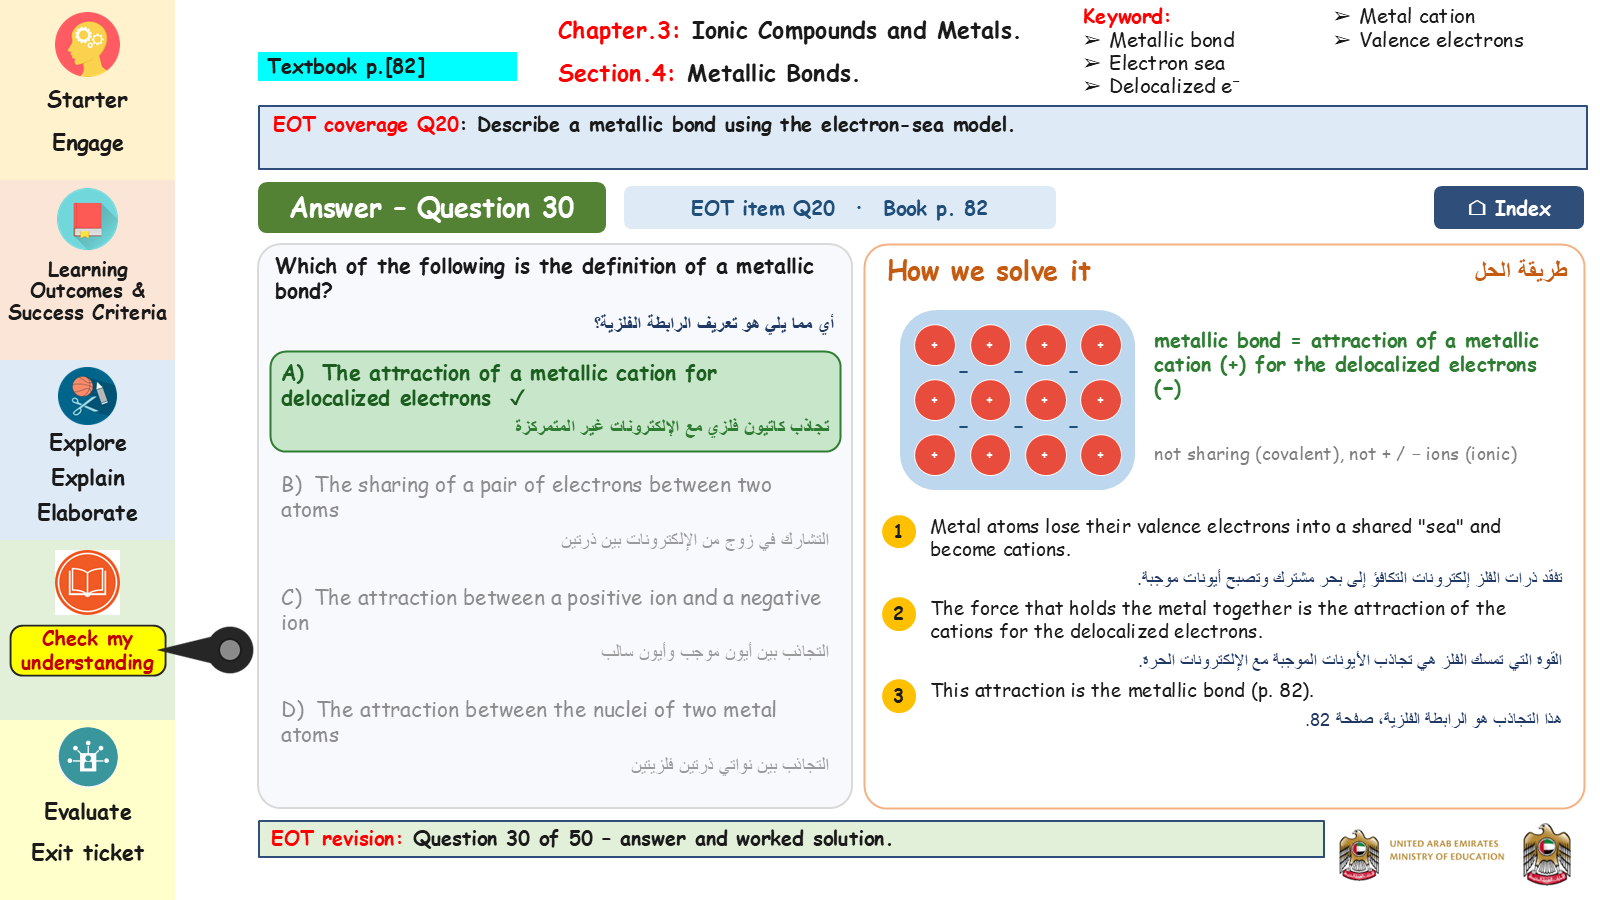 Starter
Engage
Learning
Outcomes &
Success Criteria
Explore
Explain
Elaborate
Check my
understanding
Evaluate
Exit ticket
Textbook p.[82]
Chapter.3: Ionic Compounds and Metals.
Section.4: Metallic Bonds.
Keyword:
➢ Metallic bond
➢ Electron sea
➢ Delocalized e⁻
➢ Metal cation
➢ Valence electrons
EOT coverage Q20: Describe a metallic bond using the electron-sea model.
Answer – Question 30
EOT item Q20 · Book p. 82
Index
Which of the following is the definition of a metallic
bond?
أي مما يلي هو تعريف الرابطة الفلزية؟
A) The attraction of a metallic cation for
delocalized electrons ✓
تجاذب كاتيون فلزي مع الإلكترونات غير المتمركزة
B) The sharing of a pair of electrons between two
atoms
التشارك في زوج من الإلكترونات بين ذرتين
C) The attraction between a positive ion and a negative
ion
التجاذب بين أيون موجب وأيون سالب
D) The attraction between the nuclei of two metal
atoms
التجاذب بين نواتي ذرتين فلزيتين
How we solve it
طريقة الحل
+ + + +
– – –
+ + + +
– – –
+ + + +
metallic bond = attraction of a metallic
cation (+) for the delocalized electrons
(−)
not sharing (covalent), not + / − ions (ionic)
1 Metal atoms lose their valence electrons into a shared "sea" and
become cations.
تفقد ذرات الفلز إلكترونات التكافؤ إلى بحر مشترك وتصبح أيونات موجبة.
2 The force that holds the metal together is the attraction of the
cations for the delocalized electrons.
القوة التي تمسك الفلز هي تجاذب الأيونات الموجبة مع الإلكترونات الحرة.
3 This attraction is the metallic bond (p. 82).
هذا التجاذب هو الرابطة الفلزية، صفحة 82.
EOT revision: Question 30 of 50 – answer and worked solution.
UNITED ARAB EMIRATES
MINISTRY OF EDUCATION